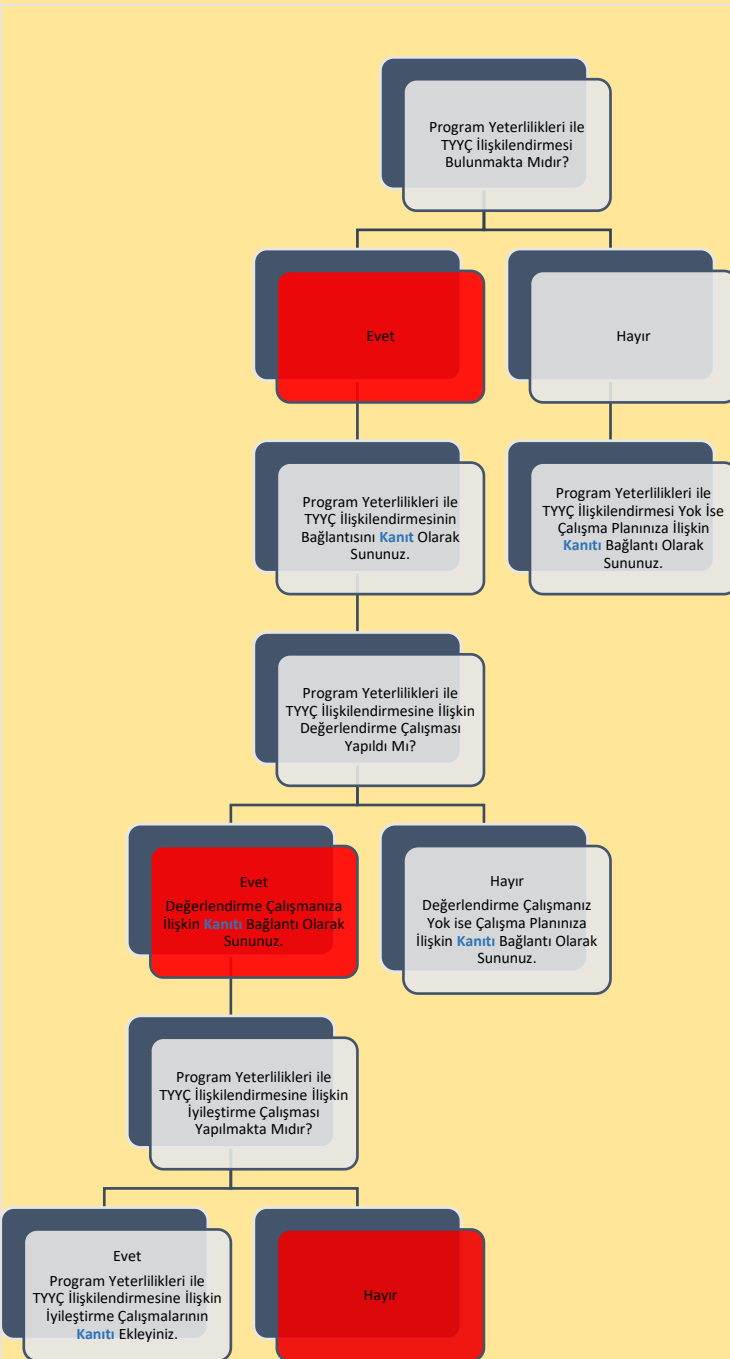 Program Yeterlilikleri ile
TYYÇ İlişkilendirmesi
Bulunmakta Mıdır?
Evet
Hayır
Program Yeterlilikleri ile
TYYÇ İlişkilendirmesinin
Bağlantısını Kanıt Olarak
Sununuz.
Program Yeterlilikleri ile
TYYÇ İlişkilendirmesi Yok İse
Çalışma Planınıza İlişkin
Kanıtı Bağlantı Olarak
Sununuz.
Program Yeterlilikleri ile
TYYÇ İlişkilendirmesine İlişkin
Değerlendirme Çalışması
Yapıldı Mı?
Evet
Değerlendirme Çalışmanıza
İlişkin Kanıtı Bağlantı Olarak
Sununuz.
Hayır
Değerlendirme Çalışmanız
Yok ise Çalışma Planınıza
İlişkin Kanıtı Bağlantı Olarak
Sununuz.
Program Yeterlilikleri ile
TYYÇ İlişkilendirmesine İlişkin
İyileştirme Çalışması
Yapılmakta Mıdır?
Evet
Program Yeterlilikleri ile
TYYÇ İlişkilendirmesine İlişkin
İyileştirme Çalışmalarının
Kanıtı Ekleyiniz.
Hayır